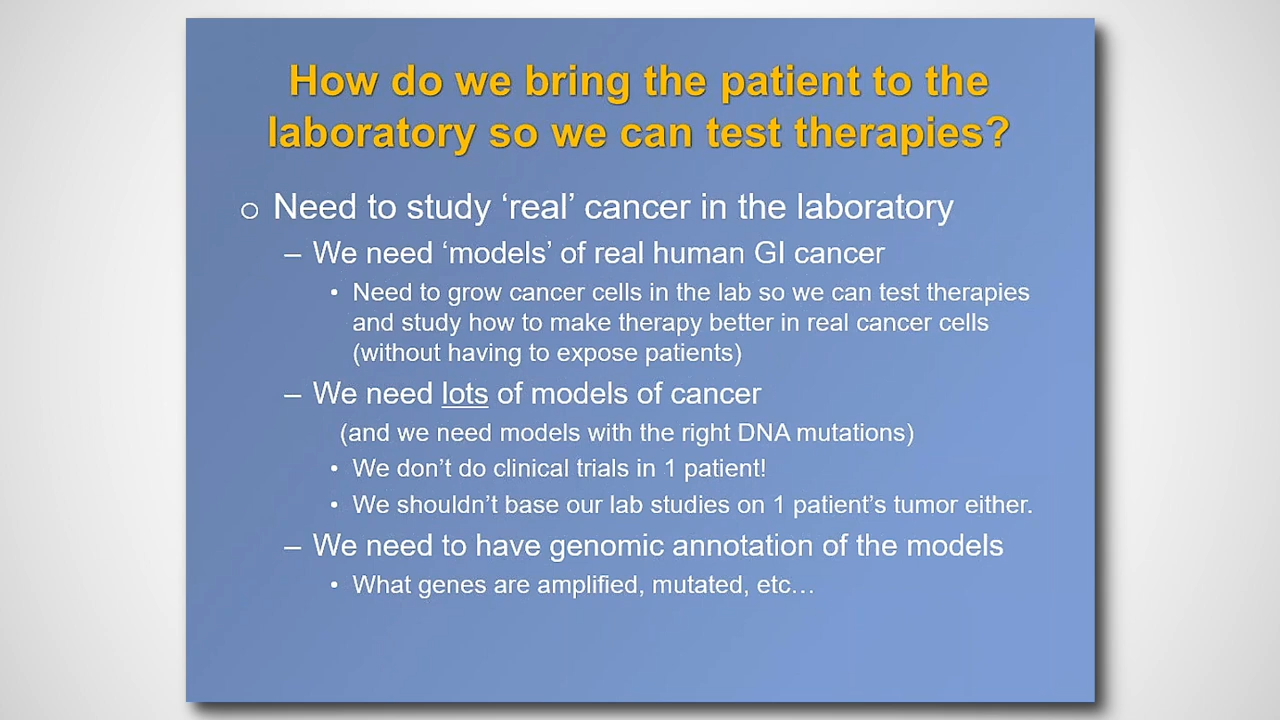 How do we bring the patient to the
laboratory so we can test therapies?
o Need to study ‘real’ cancer in the laboratory
– We need ‘models’ of real human GI cancer
• Need to grow cancer cells in the lab so we can test therapies
and study how to make therapy better in real cancer cells
(without having to expose patients)
– We need lots of models of cancer
(and we need models with the right DNA mutations)
• We don’t do clinical trials in 1 patient!
• We shouldn’t base our lab studies on 1 patient’s tumor either.
– We need to have genomic annotation of the models
• What genes are amplified, mutated, etc…